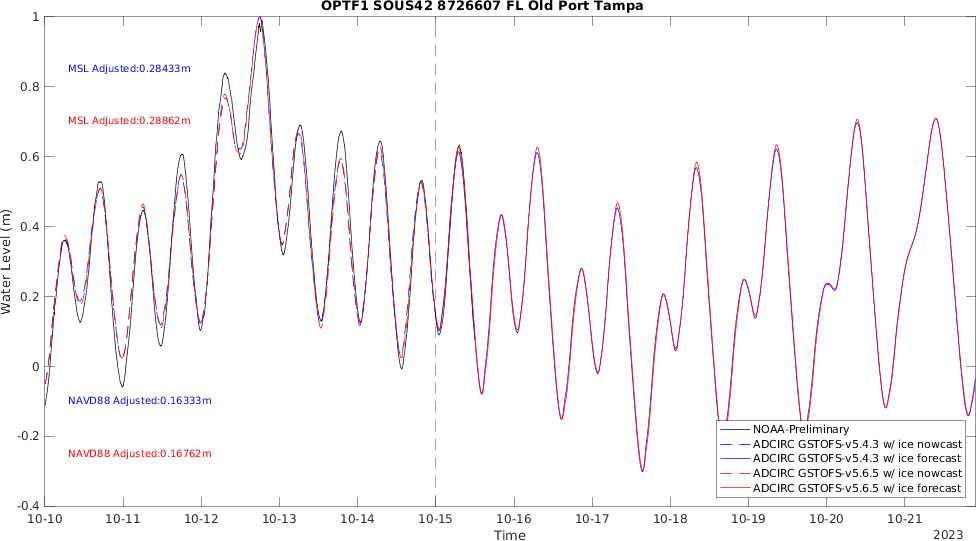 OPTF1 SOUS42 8726607 FL Old Port Tampa
1
MSL Adjusted:0.28433m
0.8
MSL Adjusted:0.28862m
0.6
0.4
Water Level (m)
0.2
0
NAVD88 Adjusted:0.16333m
-0.2
NAVD88 Adjusted:0.16762m
-0.4
NOAA-Preliminary
ADCIRC GSTOFS-v5.4.3 w/ ice nowcast
ADCIRC GSTOFS-v5.4.3 w/ ice forecast
ADCIRC GSTOFS-v5.6.5 w/ ice nowcast
ADCIRC GSTOFS-v5.6.5 w/ ice forecast
10-10 10-11 10-12 10-13 10-14 10-15 10-16 10-17 10-18 10-19 10-20 10-21
Time
2023